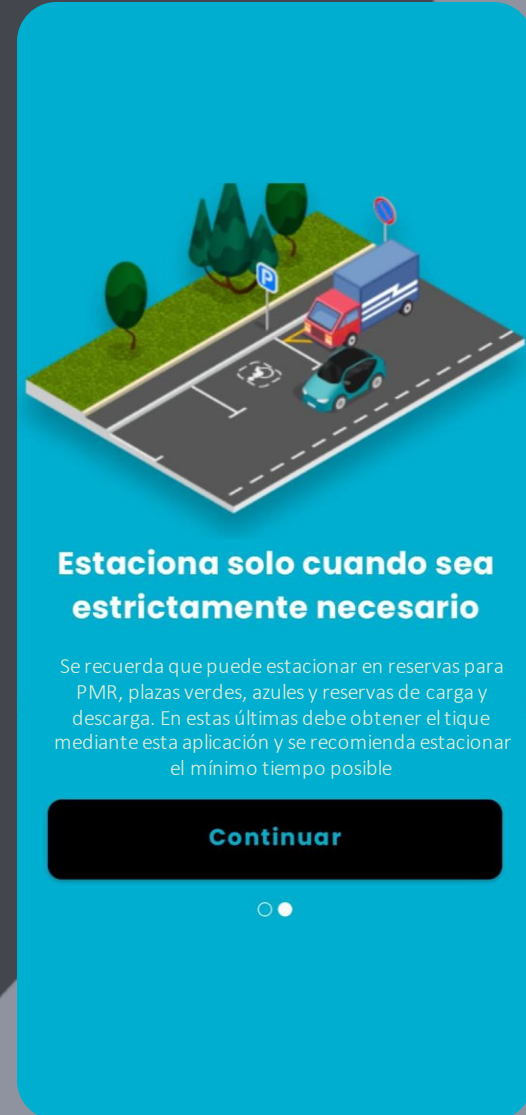 P
Estaciona solo cuando sea
estrictamente necesario
Se recuerda que puede estacionar en reservas para
PMR, plazas verdes, azules y reservas de carga y
descarga. En estas últimas debe obtener el tique
mediante esta aplicación y se recomienda estacionar
el mínimo tiempo posible
Continuar